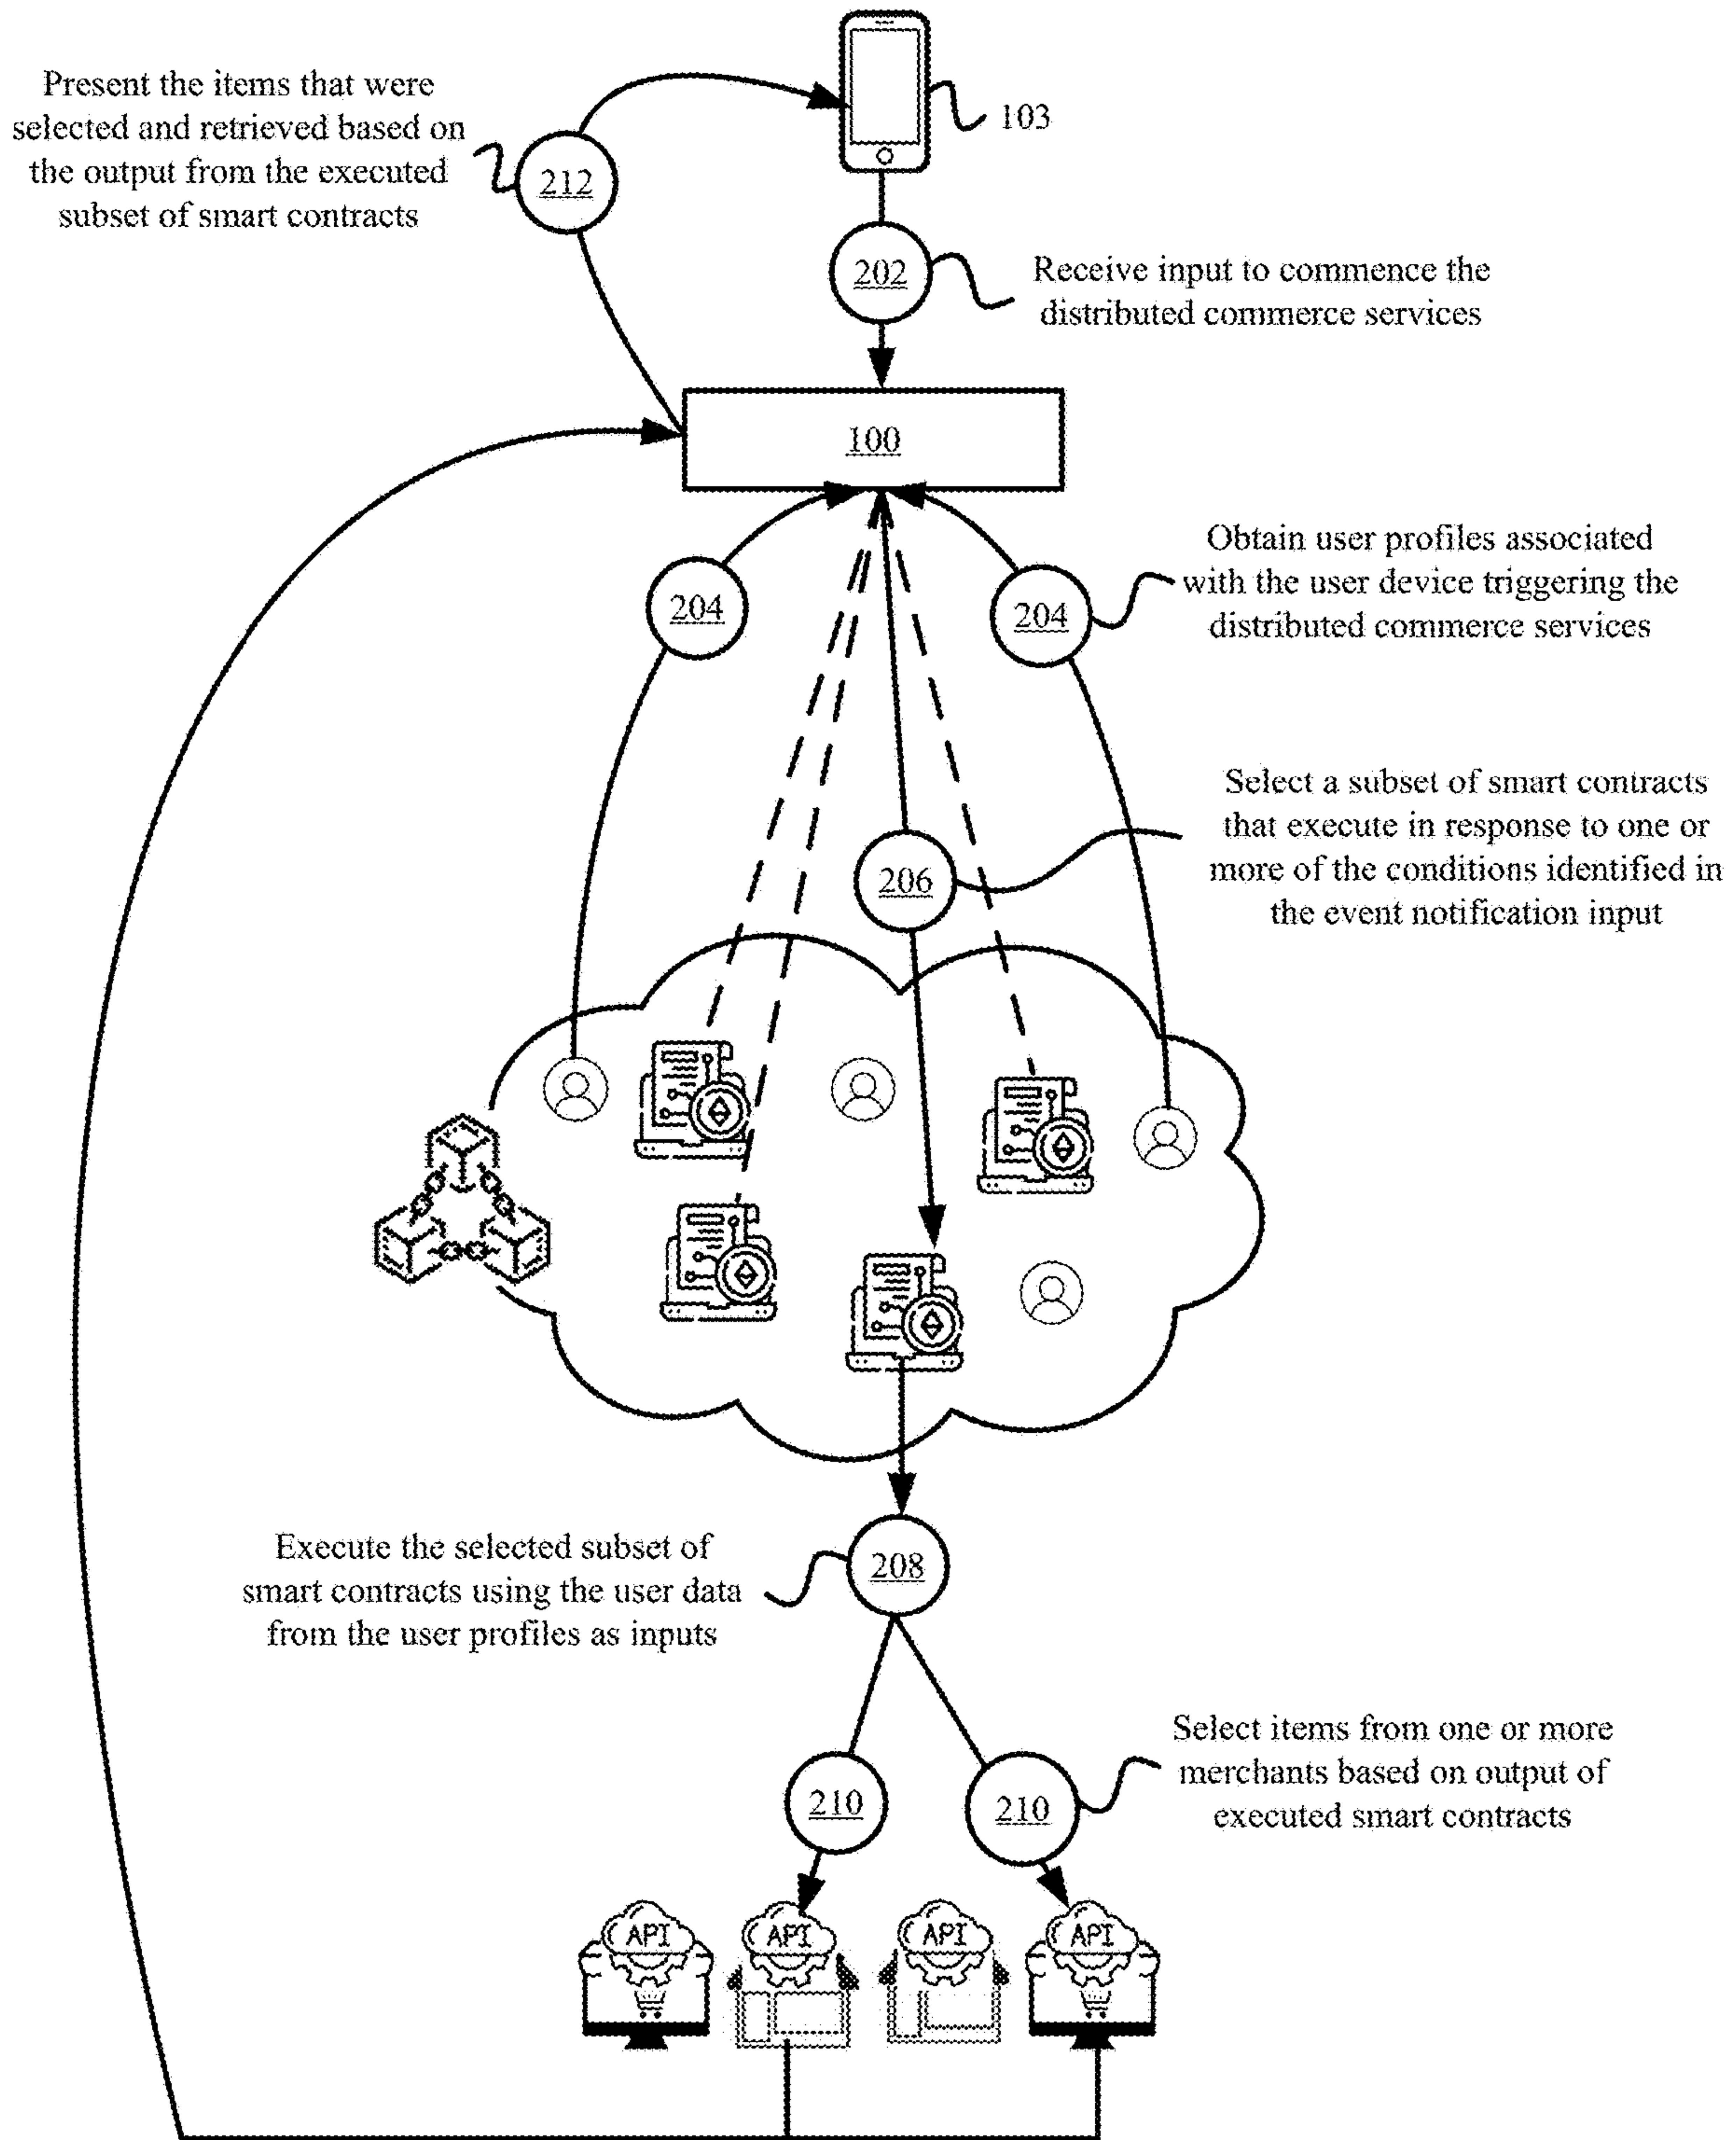 Present the items that were
selected and retrieved based on
the output from the executed
subset of smart contracts
212
103
202
Receive input to commence the
distributed commerce services
100
204
204
Obtain user profiles associated
with the user device triggering the
distributed commerce services
206
Select a subset of smart contracts
that execute in response to one or
more of the conditions identified in
the event notification input
208
Execute the selected subset of
smart contracts using the user data
from the user profiles as inputs
210
210
Select items from one or more
merchants based on output of
executed smart contracts
API
API
API
API